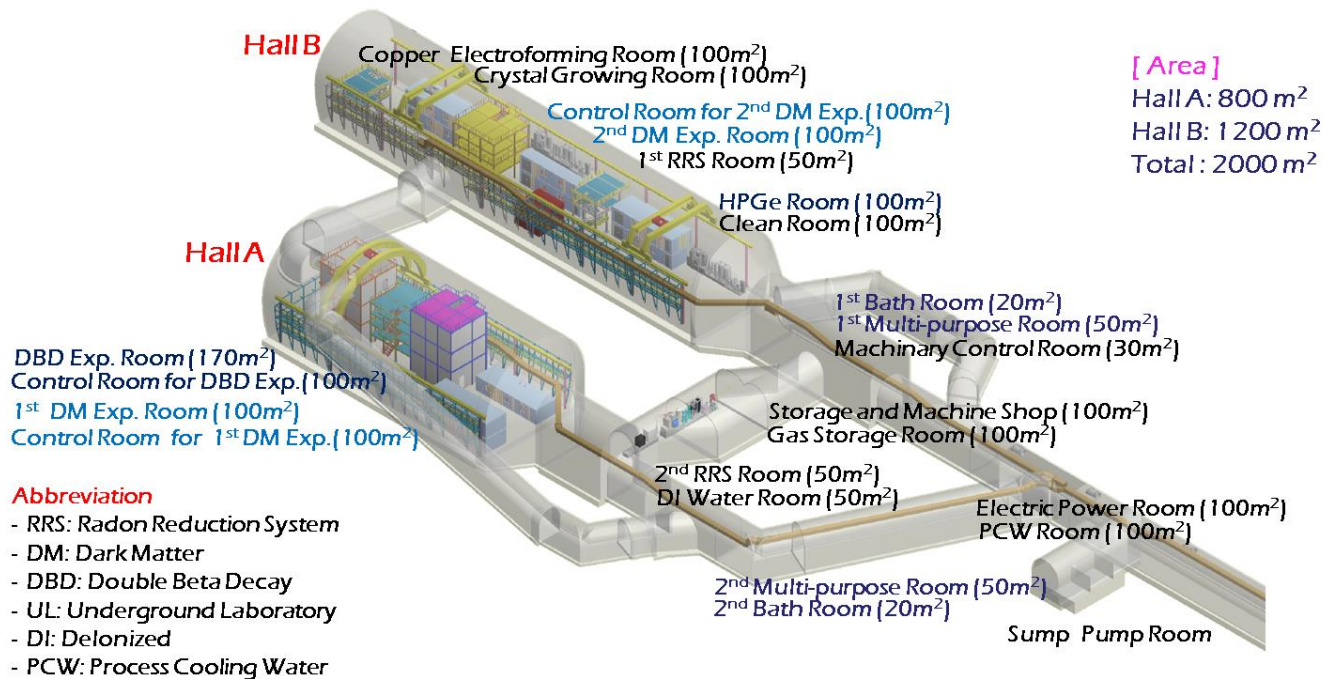 Hall B
Copper Electroforming Room (100m²)
Crystal Growing Room (100m²)
Control Room for 2nd DM Exp.(100m²)
2nd DM Exp. Room (100m²)
1st RRS Room (50m²)
HPGe Room (100m²)
Clean Room (100m²)
[ Area ]
Hall A: 800 m²
Hall B: 1200 m²
Total : 2000 m²
Hall A
DBD Exp. Room (170m²)
Control Room for DBD Exp.(100m²)
1st DM Exp. Room (100m²)
Control Room for 1st DM Exp.(100m²)
1st Bath Room (20m²)
1st Multi-purpose Room (50m²)
Machinary Control Room (30m²)
Storage and Machine Shop (100m²)
Gas Storage Room (100m²)
2nd RRS Room (50m²)
DI Water Room (50m²)
Electric Power Room (100m²)
PCW Room (100m²)
2nd Multi-purpose Room (50m²)
2nd Bath Room (20m²)
Sump Pump Room
Abbreviation
- RRS: Radon Reduction System
- DM: Dark Matter
- DBD: Double Beta Decay
- UL: Underground Laboratory
- DI: DeIonized
- PCW: Process Cooling Water